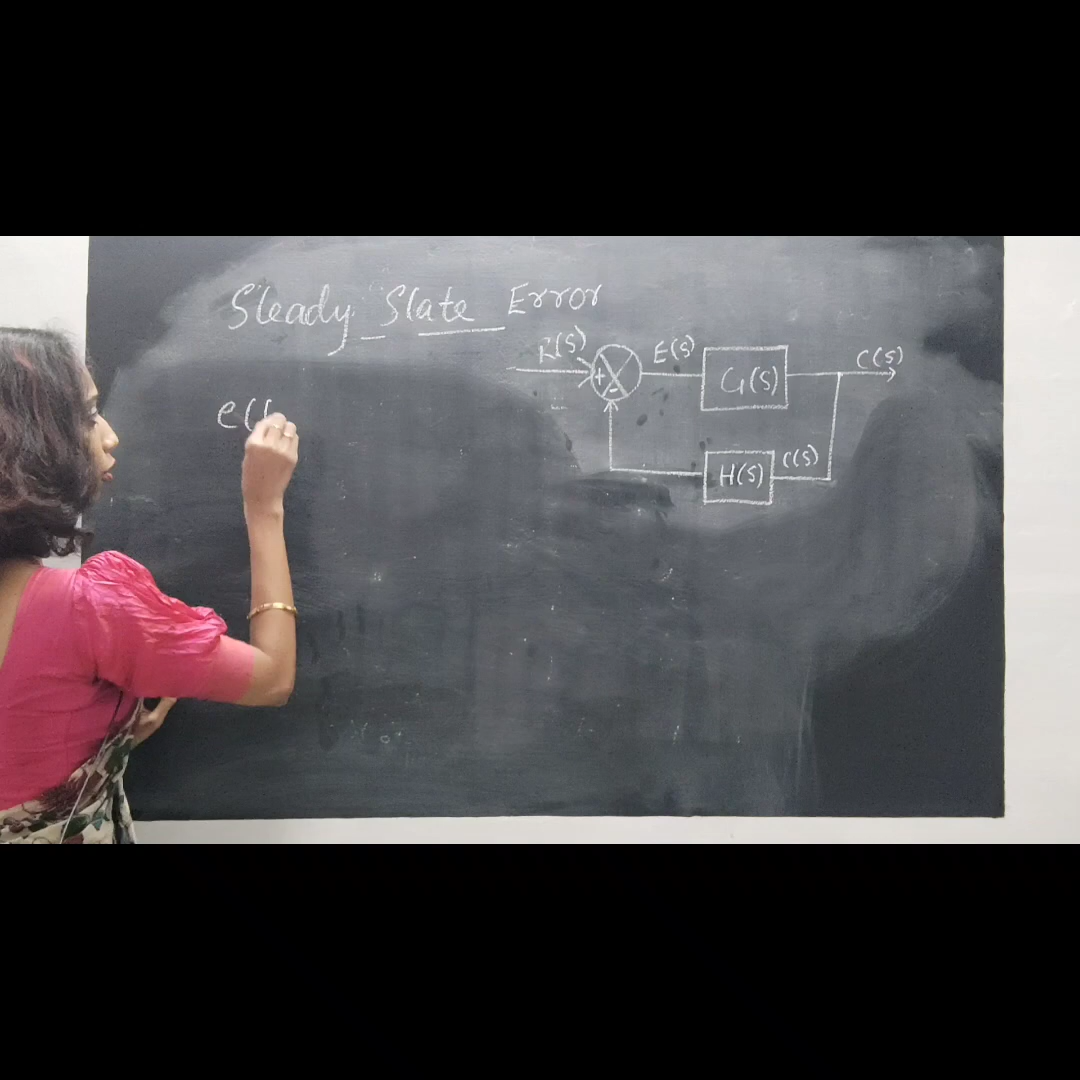 Steady State Error
R(s)
+
-
E(s)
G(s)
C(s)
H(s)
C(s)
e(t